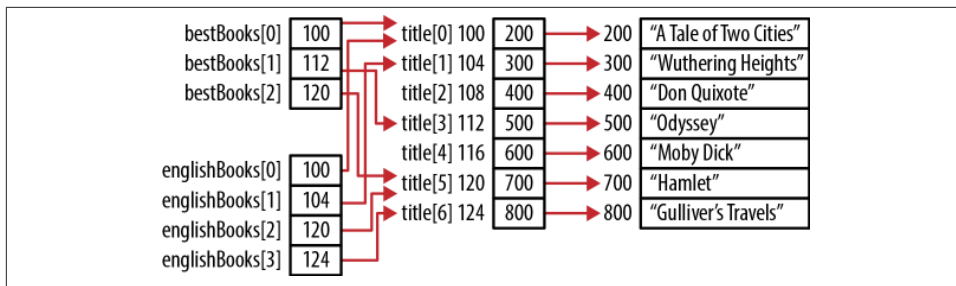 bestBooks[0] 100 title[0] 100 200 200 “A Tale of Two Cities”
bestBooks[1] 112 title[1] 104 300 300 “Wuthering Heights”
bestBooks[2] 120 title[2] 108 400 400 “Don Quixote”
title[3] 112 500 500 “Odyssey”
title[4] 116 600 600 “Moby Dick”
englishBooks[0] 100 title[5] 120 700 700 “Hamlet”
englishBooks[1] 104 title[6] 124 800 800 “Gulliver’s Travels”
englishBooks[2] 120
englishBooks[3] 124